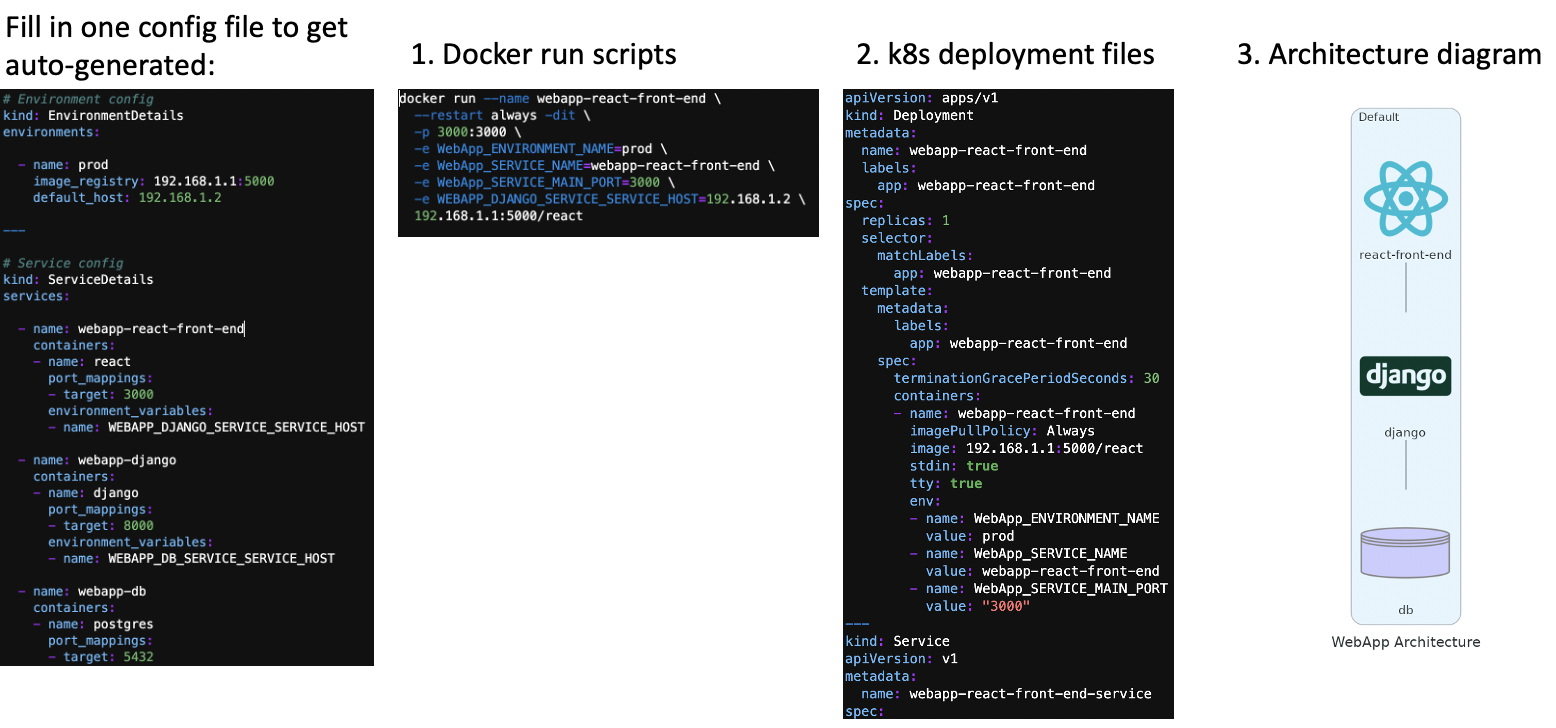 Fill in one config file to get
auto-generated:
# Environment config
kind: EnvironmentDetails
environments:
  - name: prod
    image_registry: 192.168.1.1:5000
    default_host: 192.168.1.2
---
# Service config
kind: ServiceDetails
services:
  - name: webapp-react-front-end
    containers:
    - name: react
      port_mappings:
      - target: 3000
      environment_variables:
      - name: WEBAPP_DJANGO_SERVICE_SERVICE_HOST
  - name: webapp-django
    containers:
    - name: django
      port_mappings:
      - target: 8000
      environment_variables:
      - name: WEBAPP_DB_SERVICE_SERVICE_HOST
  - name: webapp-db
    containers:
    - name: postgres
      port_mappings:
      - target: 5432
1. Docker run scripts
docker run --name webapp-react-front-end \
  --restart always -dit \
  -p 3000:3000 \
  -e WebApp_ENVIRONMENT_NAME=prod \
  -e WebApp_SERVICE_NAME=webapp-react-front-end \
  -e WebApp_SERVICE_MAIN_PORT=3000 \
  -e WEBAPP_DJANGO_SERVICE_SERVICE_HOST=192.168.1.2 \
  192.168.1.1:5000/react
2. k8s deployment files
apiVersion: apps/v1
kind: Deployment
metadata:
  name: webapp-react-front-end
  labels:
    app: webapp-react-front-end
spec:
  replicas: 1
  selector:
    matchLabels:
      app: webapp-react-front-end
  template:
    metadata:
      labels:
        app: webapp-react-front-end
    spec:
      terminationGracePeriodSeconds: 30
      containers:
      - name: webapp-react-front-end
        imagePullPolicy: Always
        image: 192.168.1.1:5000/react
        stdin: true
        tty: true
        env:
        - name: WebApp_ENVIRONMENT_NAME
          value: prod
        - name: WebApp_SERVICE_NAME
          value: webapp-react-front-end
        - name: WebApp_SERVICE_MAIN_PORT
          value: "3000"
---
kind: Service
apiVersion: v1
metadata:
  name: webapp-react-front-end-service
spec:
3. Architecture diagram
Default
react-front-end
django
django
db
WebApp Architecture